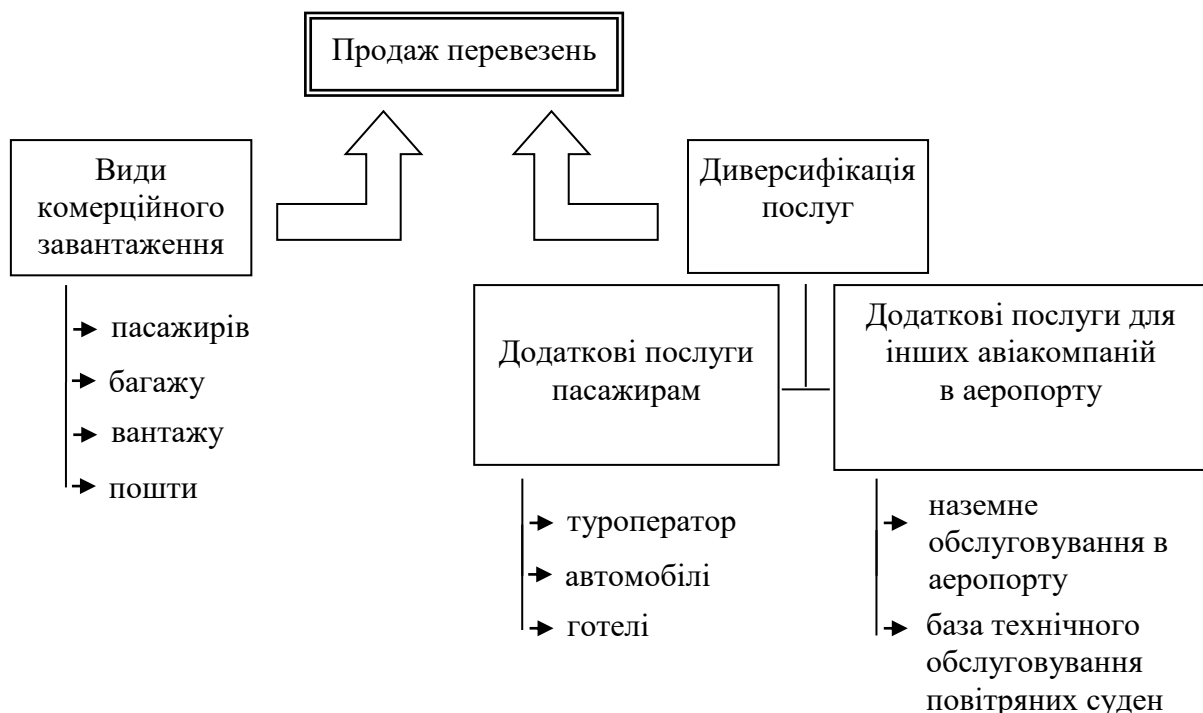 Продаж перевезень
Види
комерційного
завантаження
пасажирів
багажу
вантажу
пошти
Диверсифікація
послуг
Додаткові послуги
пасажирам
туроператор
автомобілі
готелі
Додаткові послуги для
інших авіакомпаній
в аеропорту
наземне
обслуговування в
аеропорту
база технічного
обслуговування
повітряних суден